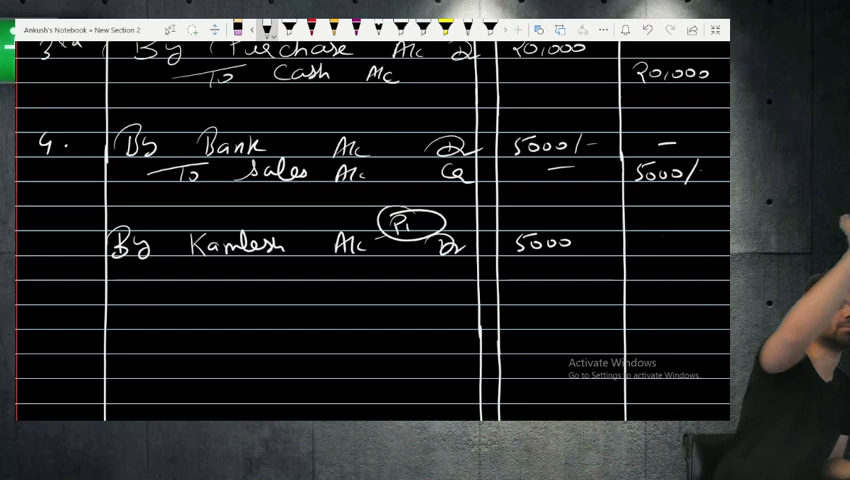 Ankush's Notebook » New Section 2
3rd By Purchase A/c Dr 20,000
To Cash A/c 20,000
4. By Bank A/c Dr 5000/- —
To Sales A/c Cr — 5000/-
By Kamlesh A/c Dr 5000
Activate Windows
Go to Settings to activate Windows.